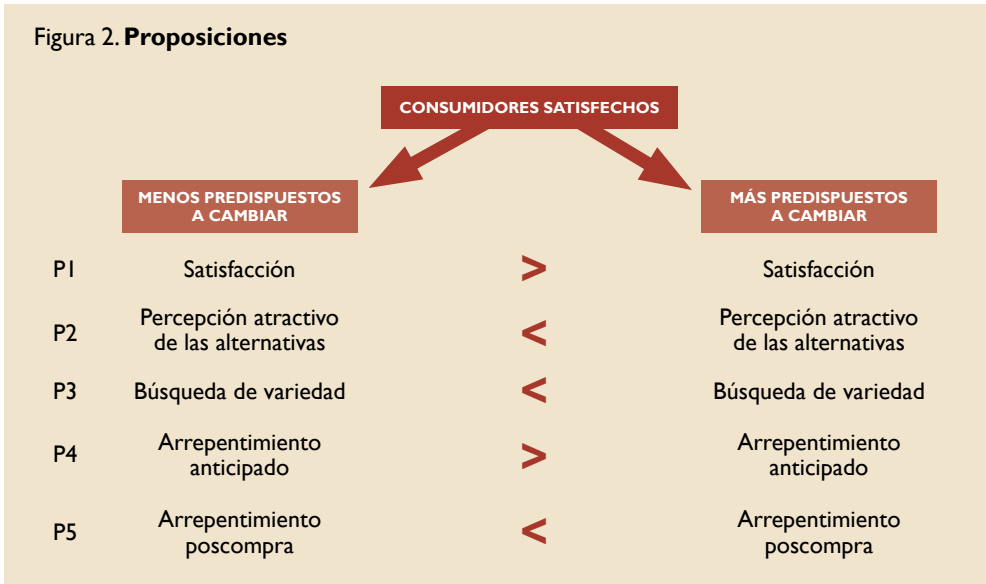 Figura 2. Proposiciones
CONSUMIDORES SATISFECHOS
MENOS PREDISPUESTOS
A CAMBIAR
MÁS PREDISPUESTOS
A CAMBIAR
P1 Satisfacción > Satisfacción
P2 Percepción atractivo
de las alternativas < Percepción atractivo
de las alternativas
P3 Búsqueda de variedad < Búsqueda de variedad
P4 Arrepentimiento
anticipado > Arrepentimiento
anticipado
P5 Arrepentimiento
poscompra < Arrepentimiento
poscompra